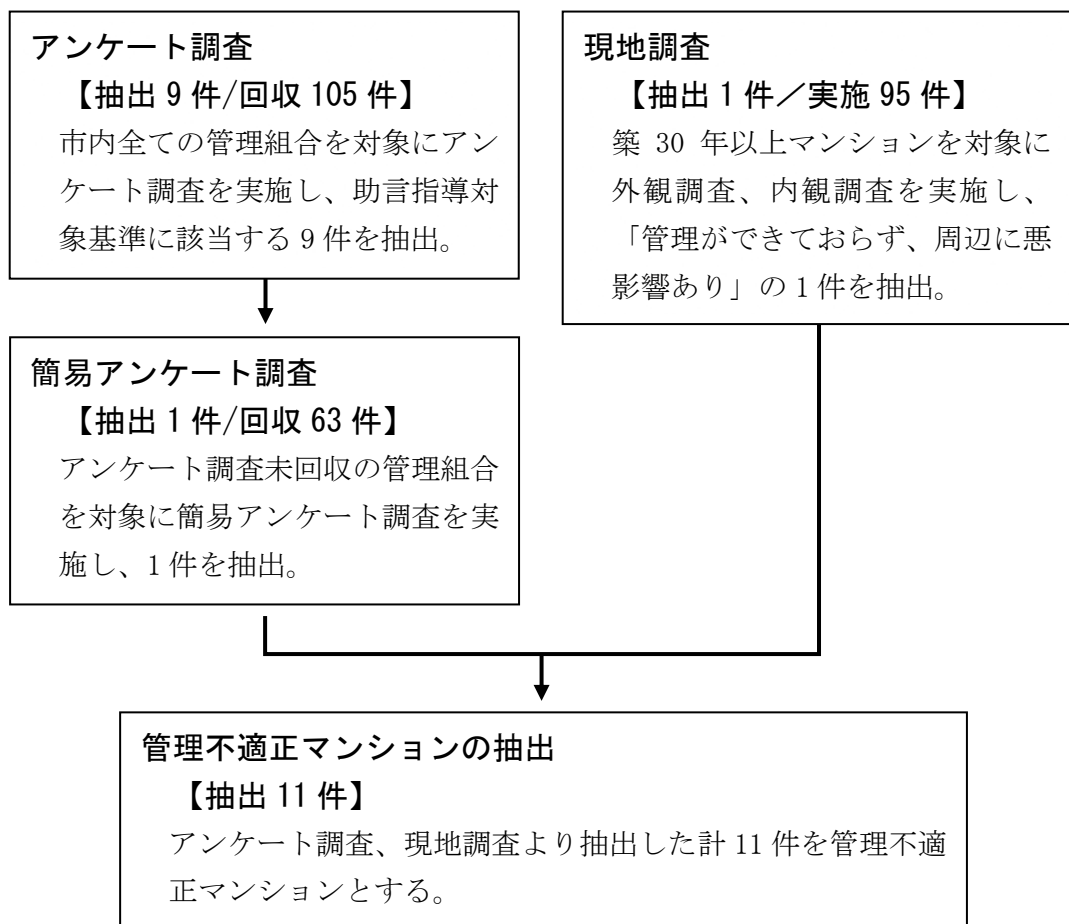 アンケート調査
【抽出 9 件/回収 105 件】
市内全ての管理組合を対象にアン
ケート調査を実施し、助言指導対
象基準に該当する 9 件を抽出。
現地調査
【抽出 1 件／実施 95 件】
築 30 年以上マンションを対象に
外観調査、内観調査を実施し、
「管理ができておらず、周辺に悪
影響あり」の 1 件を抽出。
簡易アンケート調査
【抽出 1 件/回収 63 件】
アンケート調査未回収の管理組合
を対象に簡易アンケート調査を実
施し、1 件を抽出。
管理不適正マンションの抽出
【抽出 11 件】
アンケート調査、現地調査より抽出した計 11 件を管理不適
正マンションとする。